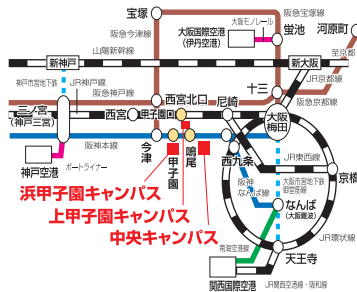 宝塚
大阪モノレール
阪急宝塚線
蛍池
河原町
阪急今津線
大阪国際空港
(伊丹空港)
山陽新幹線
至京都
新神戸
新大阪
神戸市営地下鉄
JR神戸線
阪急神戸線
十三
JR京都線
阪急京都線
西宮北口
尼崎
三ノ宮
(神戸三宮)
西宮
甲子園口
大阪
梅田
阪神本線
今津
甲子園
鳴尾
西九条
JR東西線
京橋
神戸空港
ポートライナー
阪神
なんば線
大阪市営地下鉄
御堂筋線
浜甲子園キャンパス
上甲子園キャンパス
中央キャンパス
なんば
(大阪難波)
JR環状線
南海空港線
天王寺
関西国際空港
JR関西空港線・阪和線